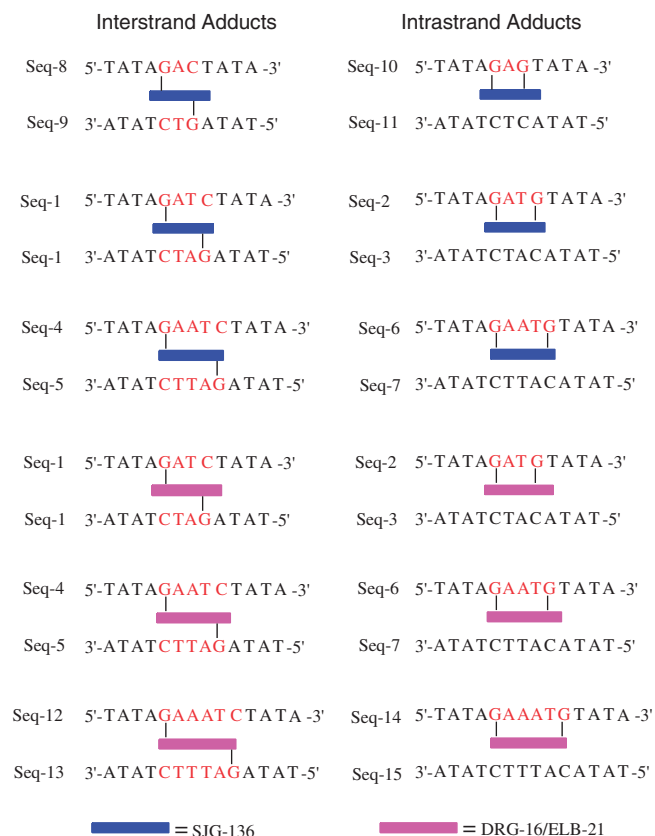 Interstrand Adducts
Intrastrand Adducts
Seq-8 5'-TATAGACTATA -3'
Seq-9 3'-ATATCTGATAT-5'
Seq-10 5'-TATAGAGTATA -3'
Seq-11 3'-ATATCTCATAT-5'
Seq-1 5'-TATAGATCTATA -3'
Seq-1 3'-ATATCTAGATAT-5'
Seq-2 5'-TATAGATGTATA -3'
Seq-3 3'-ATATCTACATAT-5'
Seq-4 5'-TATAGAATCTATA -3'
Seq-5 3'-ATATCTTAGATAT-5'
Seq-6 5'-TATAGAATGTATA -3'
Seq-7 3'-ATATCTTACATAT-5'
Seq-1 5'-TATAGATCTATA -3'
Seq-1 3'-ATATCTAGATAT-5'
Seq-2 5'-TATAGATGTATA -3'
Seq-3 3'-ATATCTACATAT-5'
Seq-4 5'-TATAGAATCTATA -3'
Seq-5 3'-ATATCTTAGATAT-5'
Seq-6 5'-TATAGAATGTATA -3'
Seq-7 3'-ATATCTTACATAT-5'
Seq-12 5'-TATAGAAATCTATA -3'
Seq-13 3'-ATATCTTTAGATAT-5'
Seq-14 5'-TATAGAAATGTATA -3'
Seq-15 3'-ATATCTTTACATAT-5'
= SJG-136
= DRG-16/ELB-21